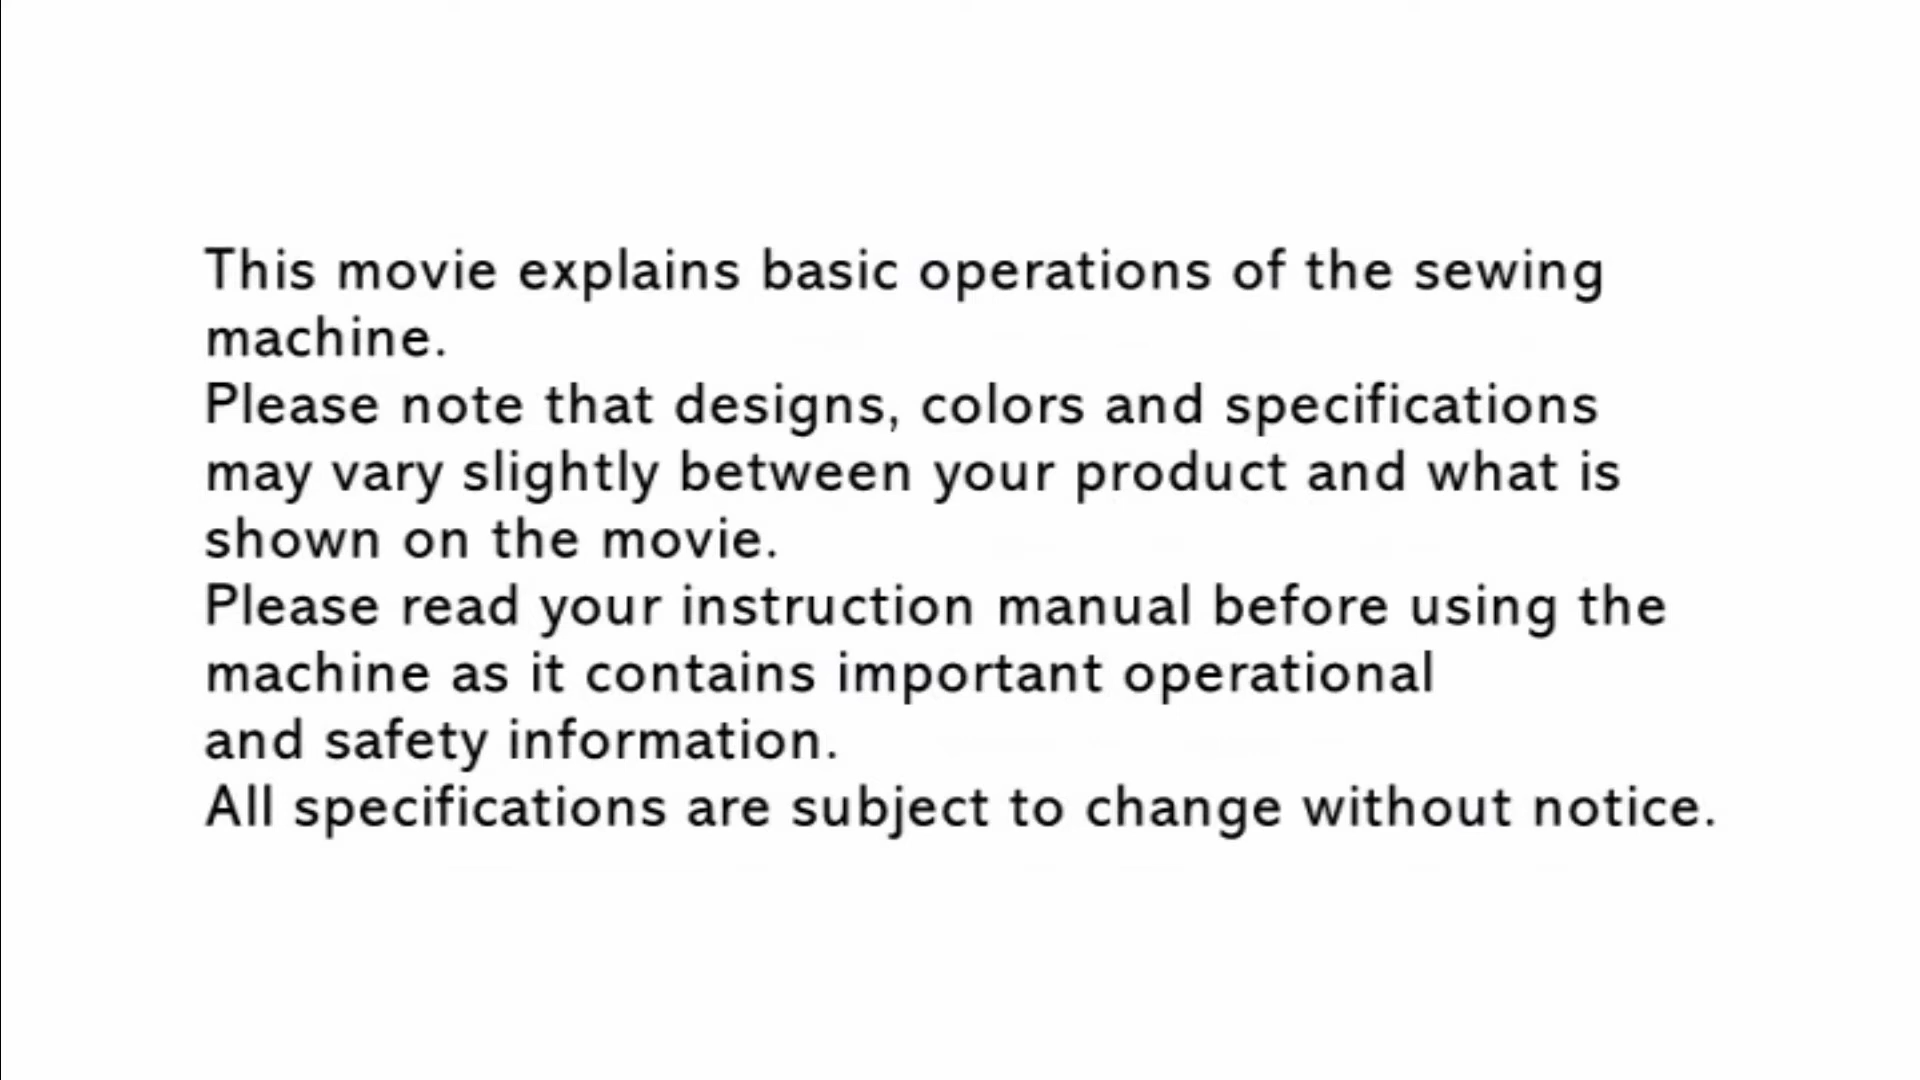 This movie explains basic operations of the sewing
machine.
Please note that designs, colors and specifications
may vary slightly between your product and what is
shown on the movie.
Please read your instruction manual before using the
machine as it contains important operational
and safety information.
All specifications are subject to change without notice.